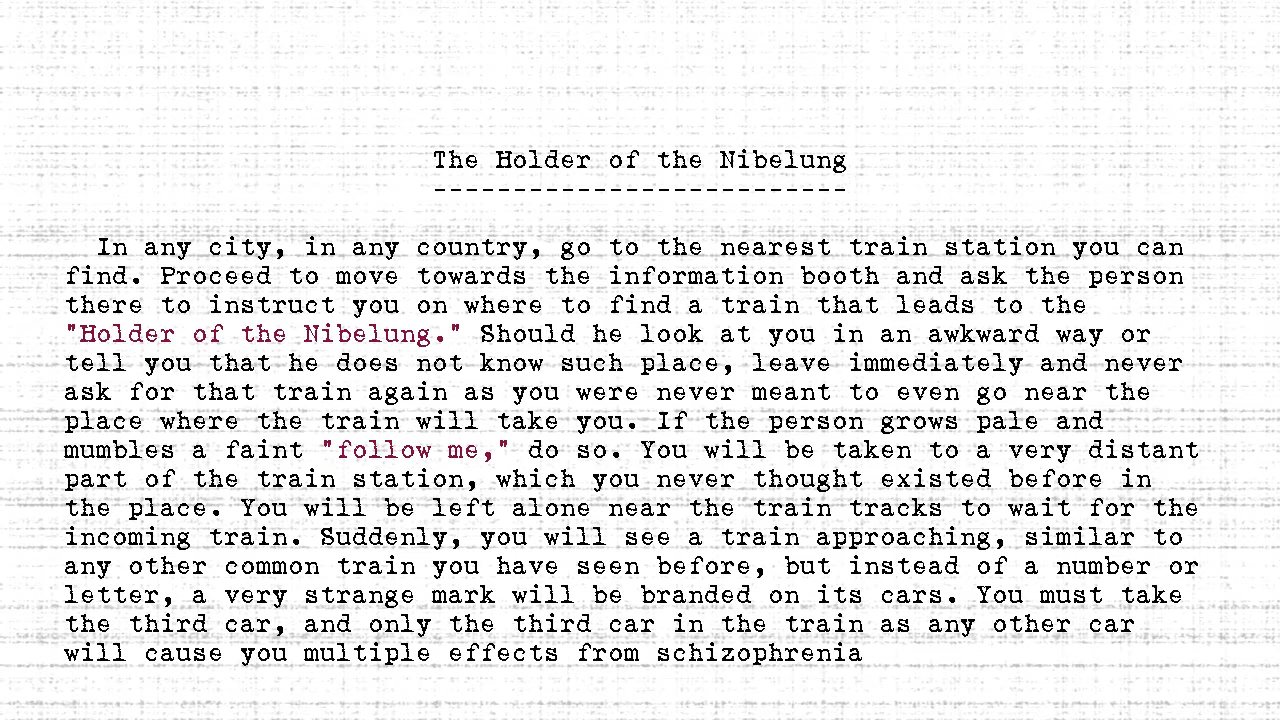 The Holder of the Nibelung
--------------------------
In any city, in any country, go to the nearest train station you can
find. Proceed to move towards the information booth and ask the person
there to instruct you on where to find a train that leads to the
"Holder of the Nibelung." Should he look at you in an awkward way or
tell you that he does not know such place, leave immediately and never
ask for that train again as you were never meant to even go near the
place where the train will take you. If the person grows pale and
mumbles a faint "follow me," do so. You will be taken to a very distant
part of the train station, which you never thought existed before in
the place. You will be left alone near the train tracks to wait for the
incoming train. Suddenly, you will see a train approaching, similar to
any other common train you have seen before, but instead of a number or
letter, a very strange mark will be branded on its cars. You must take
the third car, and only the third car in the train as any other car
will cause you multiple effects from schizophrenia